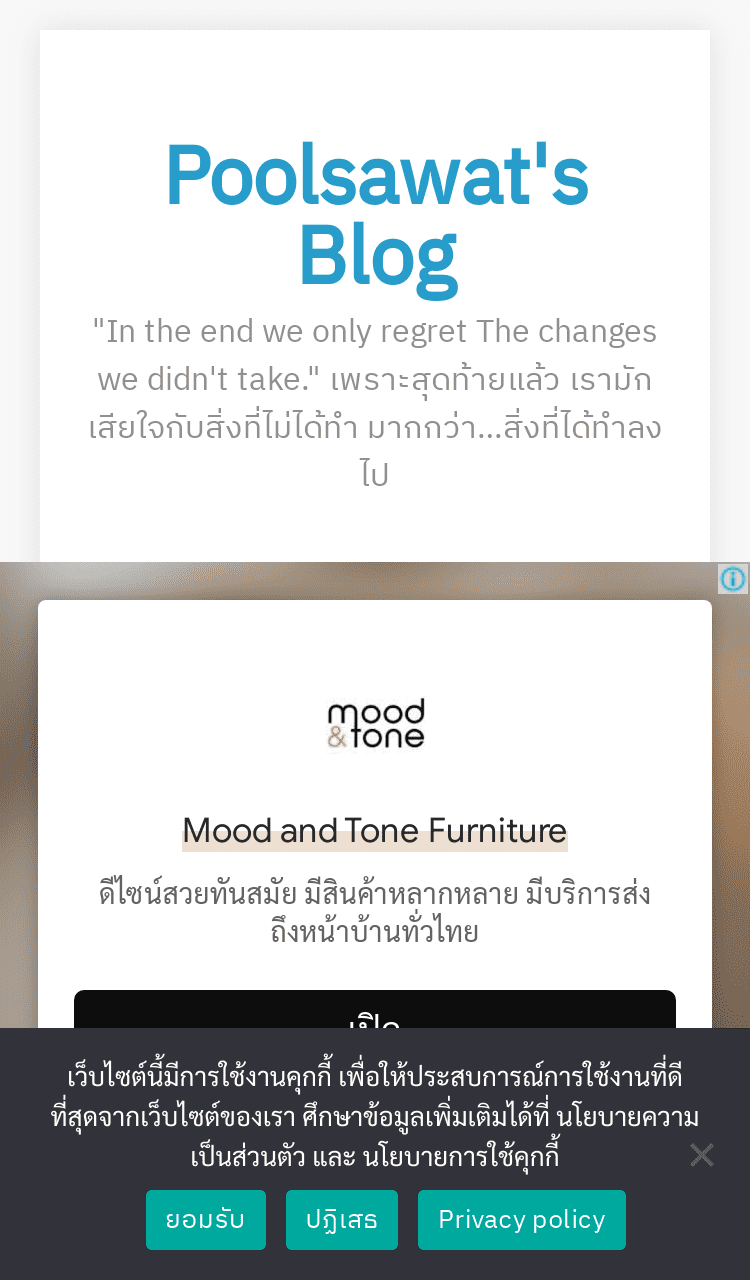 Poolsawat's
Blog
"In the end we only regret The changes
we didn't take." เพราะสุดท้ายแล้ว เรามัก
เสียใจกับสิ่งที่ไม่ได้ทำ มากกว่า...สิ่งที่ได้ทำลง
ไป
mood
&tone
Mood and Tone Furniture
ดีไซน์สวยทันสมัย มีสินค้าหลากหลาย มีบริการส่ง
ถึงหน้าบ้านทั่วไทย
เปิด
เว็บไซต์นี้มีการใช้งานคุกกี้ เพื่อให้ประสบการณ์การใช้งานที่ดี
ที่สุดจากเว็บไซต์ของเรา ศึกษาข้อมูลเพิ่มเติมได้ที่ นโยบายความ
เป็นส่วนตัว และ นโยบายการใช้คุกกี้
ยอมรับ ปฏิเสธ Privacy policy